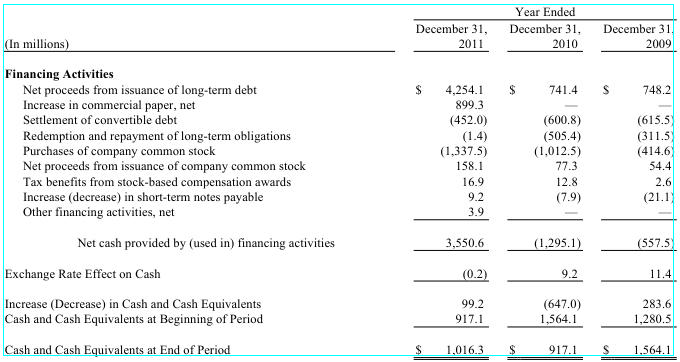 Year Ended
December 31, December 31, December 31,
(In millions) 2011 2010 2009
Financing Activities
Net proceeds from issuance of long-term debt $ 4,254.1 $ 741.4 $ 748.2
Increase in commercial paper, net 899.3 — —
Settlement of convertible debt (452.0) (600.8) (615.5)
Redemption and repayment of long-term obligations (1.4) (505.4) (311.5)
Purchases of company common stock (1,337.5) (1,012.5) (414.6)
Net proceeds from issuance of company common stock 158.1 77.3 54.4
Tax benefits from stock-based compensation awards 16.9 12.8 2.6
Increase (decrease) in short-term notes payable 9.2 (7.9) (21.1)
Other financing activities, net 3.9 — —
Net cash provided by (used in) financing activities 3,550.6 (1,295.1) (557.5)
Exchange Rate Effect on Cash (0.2) 9.2 11.4
Increase (Decrease) in Cash and Cash Equivalents 99.2 (647.0) 283.6
Cash and Cash Equivalents at Beginning of Period 917.1 1,564.1 1,280.5
Cash and Cash Equivalents at End of Period $ 1,016.3 $ 917.1 $ 1,564.1